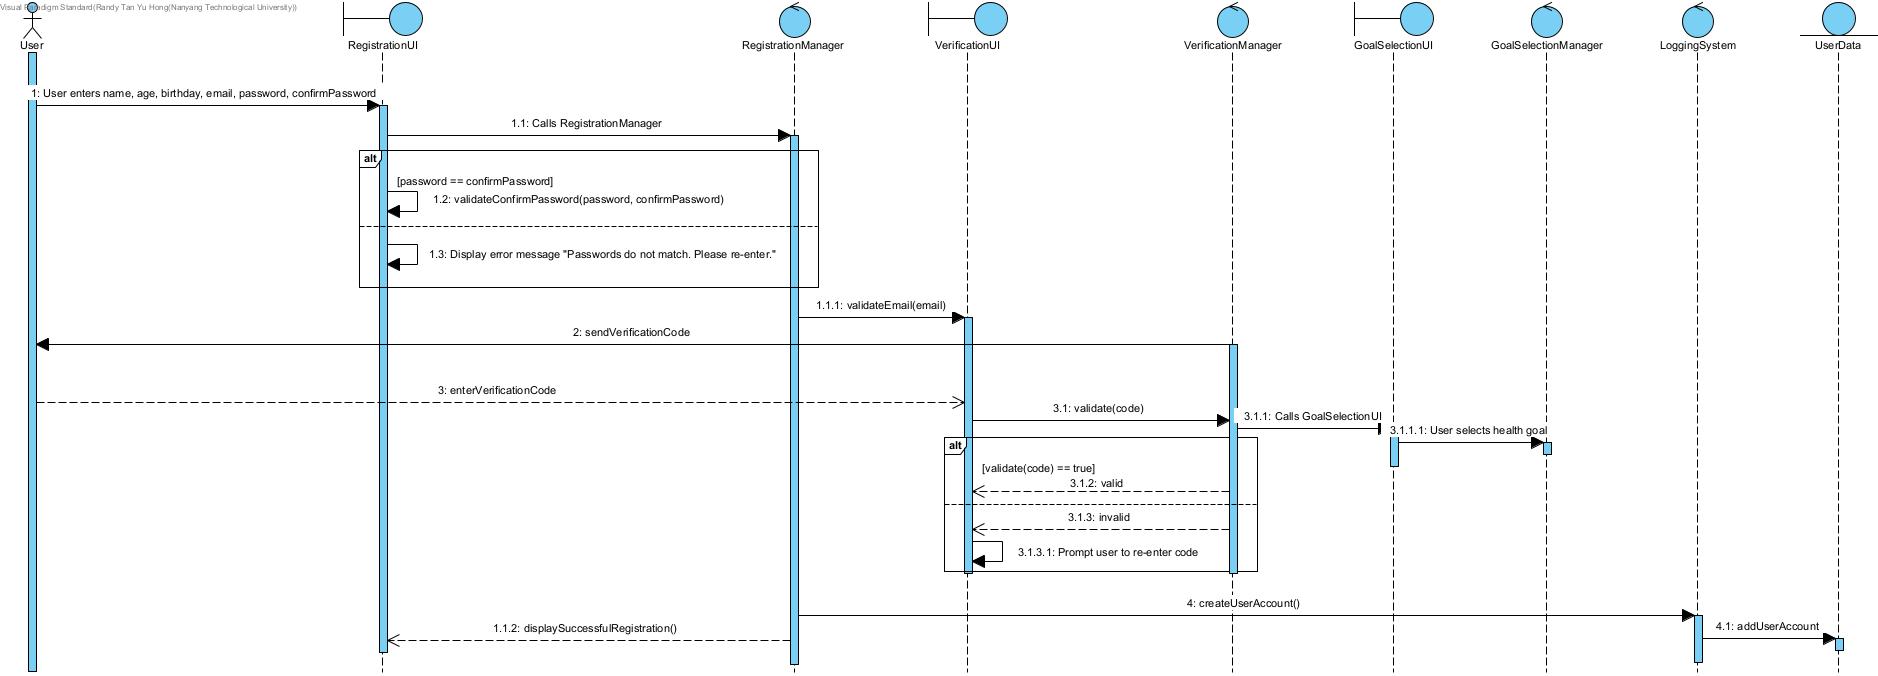 Visual Paradigm Standard(Randy Tan Yu Hong(Nanyang Technological University))
User
RegistrationUI
RegistrationManager
VerificationUI
VerificationManager
GoalSelectionUI
GoalSelectionManager
LoggingSystem
UserData
1: User enters name, age, birthday, email, password, confirmPassword
1.1: Calls RegistrationManager
alt
[password == confirmPassword]
1.2: validateConfirmPassword(password, confirmPassword)
1.3: Display error message "Passwords do not match. Please re-enter."
1.1.1: validateEmail(email)
2: sendVerificationCode
3: enterVerificationCode
3.1: validate(code)
3.1.1: Calls GoalSelectionUI
3.1.1.1: User selects health goal
alt
[validate(code) == true]
3.1.2: valid
3.1.3: invalid
3.1.3.1: Prompt user to re-enter code
4: createUserAccount()
1.1.2: displaySuccessfulRegistration()
4.1: addUserAccount